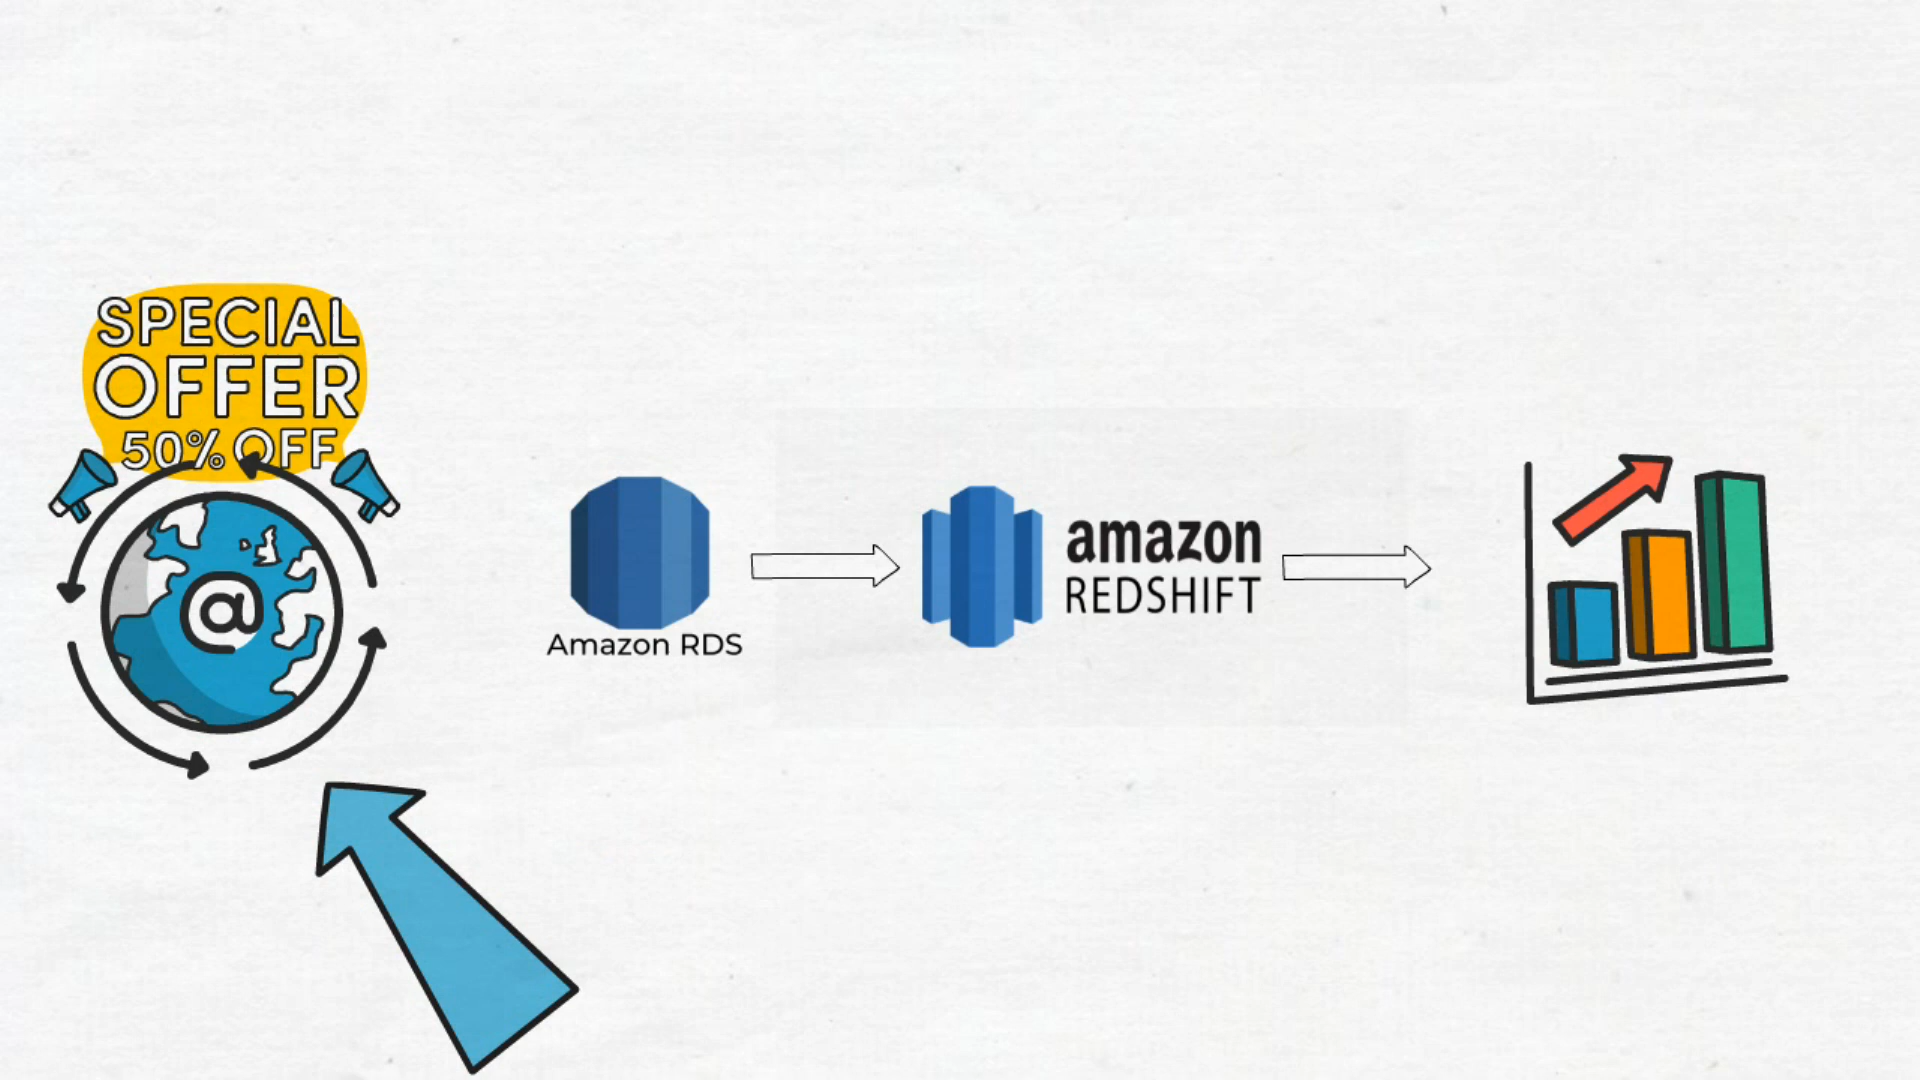 SPECIAL
OFFER
50% OFF
@
Amazon RDS
amazon
REDSHIFT